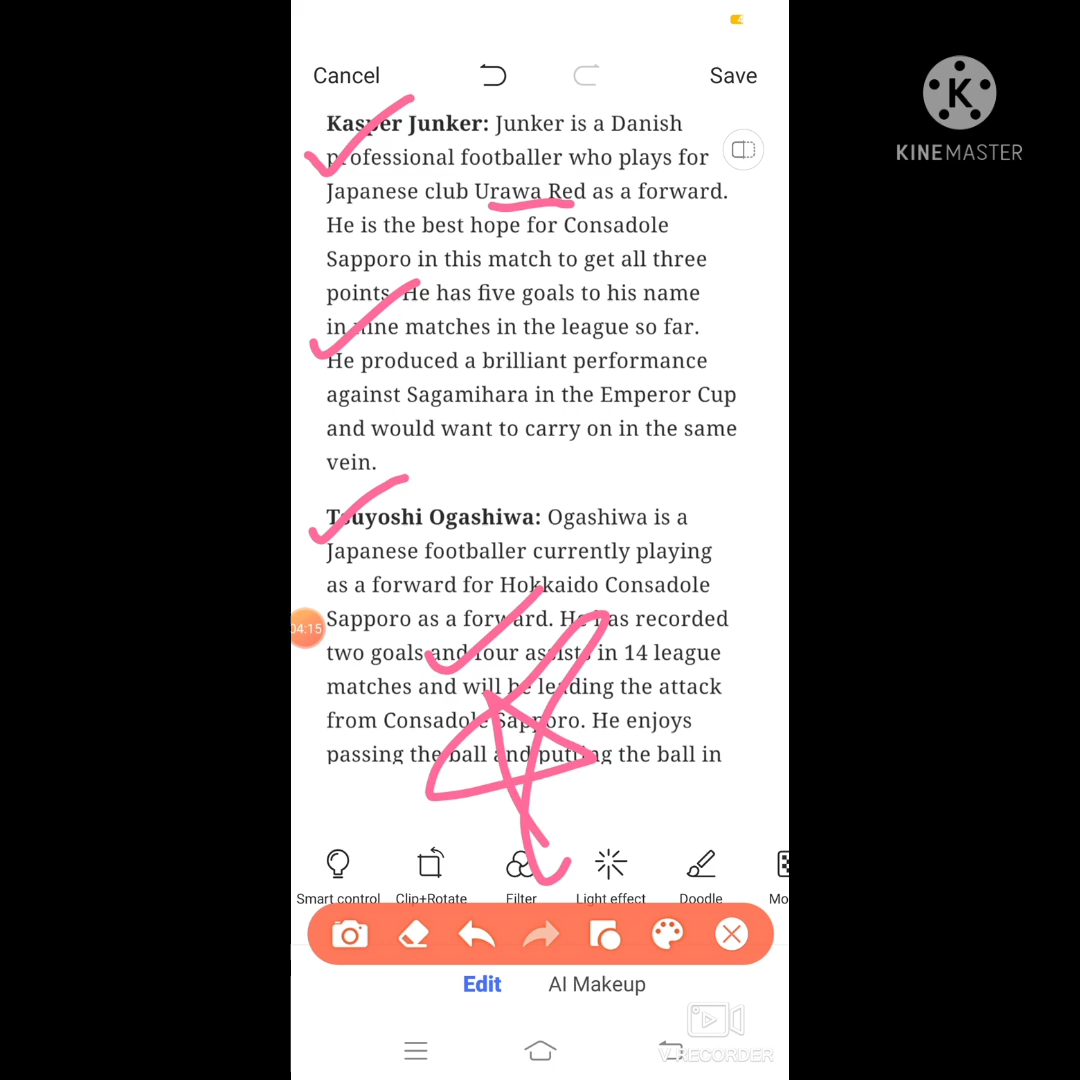 Cancel
Save
KINEMASTER
Kasper Junker: Junker is a Danish
professional footballer who plays for
Japanese club Urawa Red as a forward.
He is the best hope for Consadole
Sapporo in this match to get all three
points. He has five goals to his name
in nine matches in the league so far.
He produced a brilliant performance
against Sagamihara in the Emperor Cup
and would want to carry on in the same
vein.
Tsuyoshi Ogashiwa: Ogashiwa is a
Japanese footballer currently playing
as a forward for Hokkaido Consadole
Sapporo as a forward. He has recorded
two goals and four assists in 14 league
matches and will be leading the attack
from Consadole Sapporo. He enjoys
passing the ball and putting the ball in
04:15
Smart control Clip+Rotate Filter Light effect Doodle Mo
Edit AI Makeup
V RECORDER